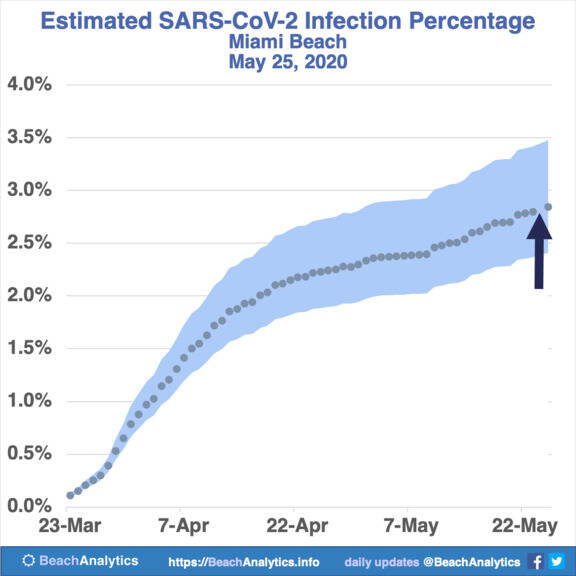 Estimated SARS-CoV-2 Infection Percentage
Miami Beach
May 25, 2020
4.0%
3.5%
3.0%
2.5%
2.0%
1.5%
1.0%
0.5%
0.0%
23-Mar 7-Apr 22-Apr 7-May 22-May
BeachAnalytics https://BeachAnalytics.info daily updates @BeachAnalytics